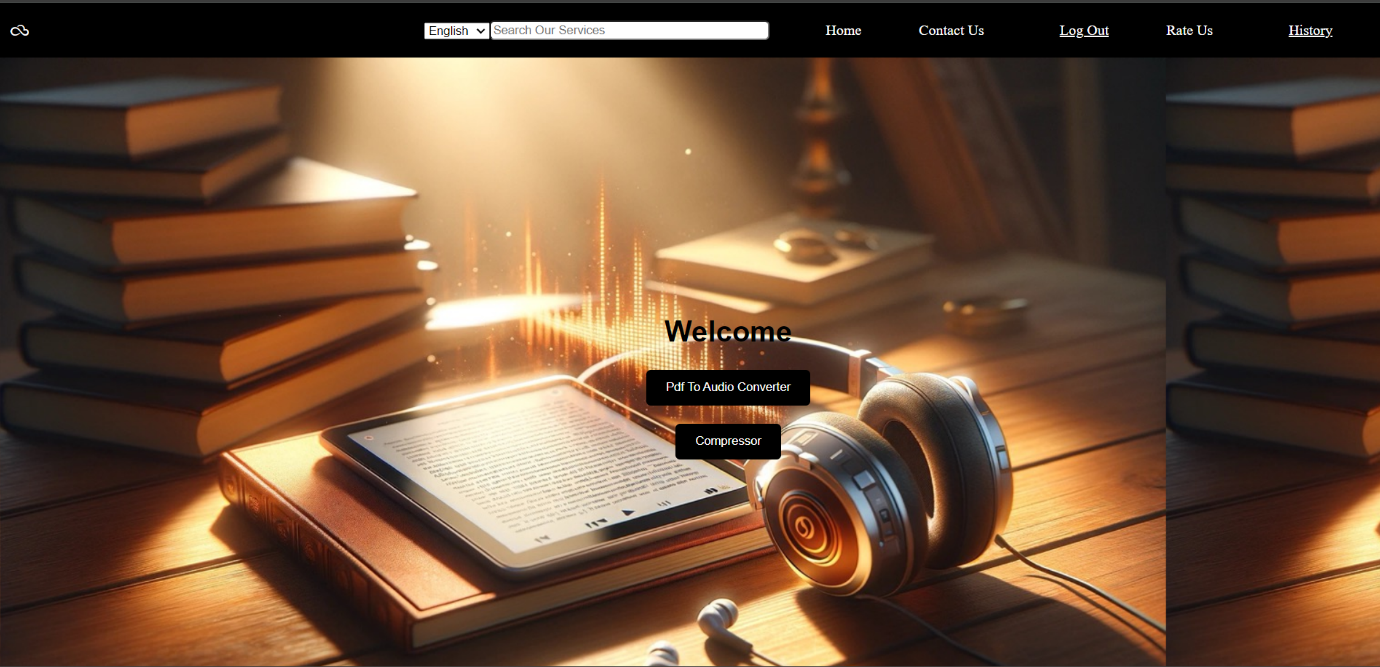 English Search Our Services Home Contact Us Log Out Rate Us History
Welcome
Pdf To Audio Converter
Compressor